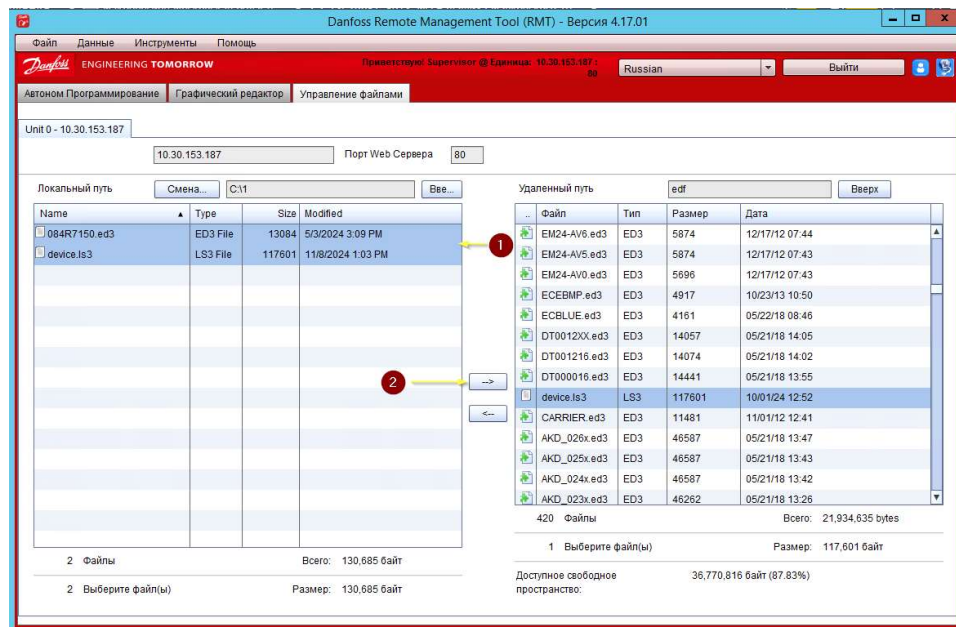 Danfoss Remote Management Tool (RMT) - Версия 4.17.01
Файл Данные Инструменты Помощь
Danfoss ENGINEERING TOMORROW Приветствую! Supervisor @ Единица: 10.30.153.187 : 80 Russian Выйти
Автоном Программирование Графический редактор Управление файлами
Unit 0 - 10.30.153.187
10.30.153.187 Порт Web Сервера 80
Локальный путь Смена... C:\1 Вве...
Name Type Size Modified
084R7150.ed3 ED3 File 13084 5/3/2024 3:09 PM
device.ls3 LS3 File 117601 11/8/2024 1:03 PM
2 Файлы Всего: 130,685 байт
2 Выберите файл(ы) Размер: 130,685 байт
1
2
-->
<--
Удаленный путь edf Вверх
.. Файл Тип Размер Дата
EM24-AV6.ed3 ED3 5874 12/17/12 07:44
EM24-AV5.ed3 ED3 5874 12/17/12 07:43
EM24-AV0.ed3 ED3 5696 12/17/12 07:43
ECEBMP.ed3 ED3 4917 10/23/13 10:50
ECBLUE.ed3 ED3 4161 05/22/18 08:46
DT0012XX.ed3 ED3 14057 05/21/18 14:05
DT001216.ed3 ED3 14074 05/21/18 14:02
DT000016.ed3 ED3 14441 05/21/18 13:55
device.ls3 LS3 117601 10/01/24 12:52
CARRIER.ed3 ED3 11481 11/01/12 12:41
AKD_026x.ed3 ED3 46587 05/21/18 13:47
AKD_025x.ed3 ED3 46587 05/21/18 13:43
AKD_024x.ed3 ED3 46587 05/21/18 13:42
AKD_023x.ed3 ED3 46262 05/21/18 13:26
420 Файлы Всего: 21,934,635 bytes
1 Выберите файл(ы) Размер: 117,601 байт
Доступное свободное 36,770,816 байт (87.83%)
пространство: